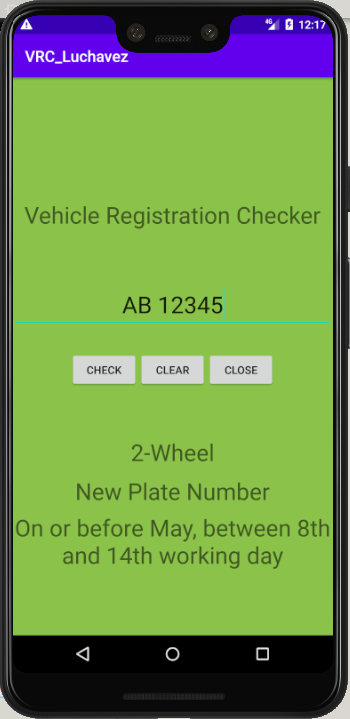 4G 12:17
VRC_Luchavez
Vehicle Registration Checker
AB 12345
CHECK CLEAR CLOSE
2-Wheel
New Plate Number
On or before May, between 8th
and 14th working day